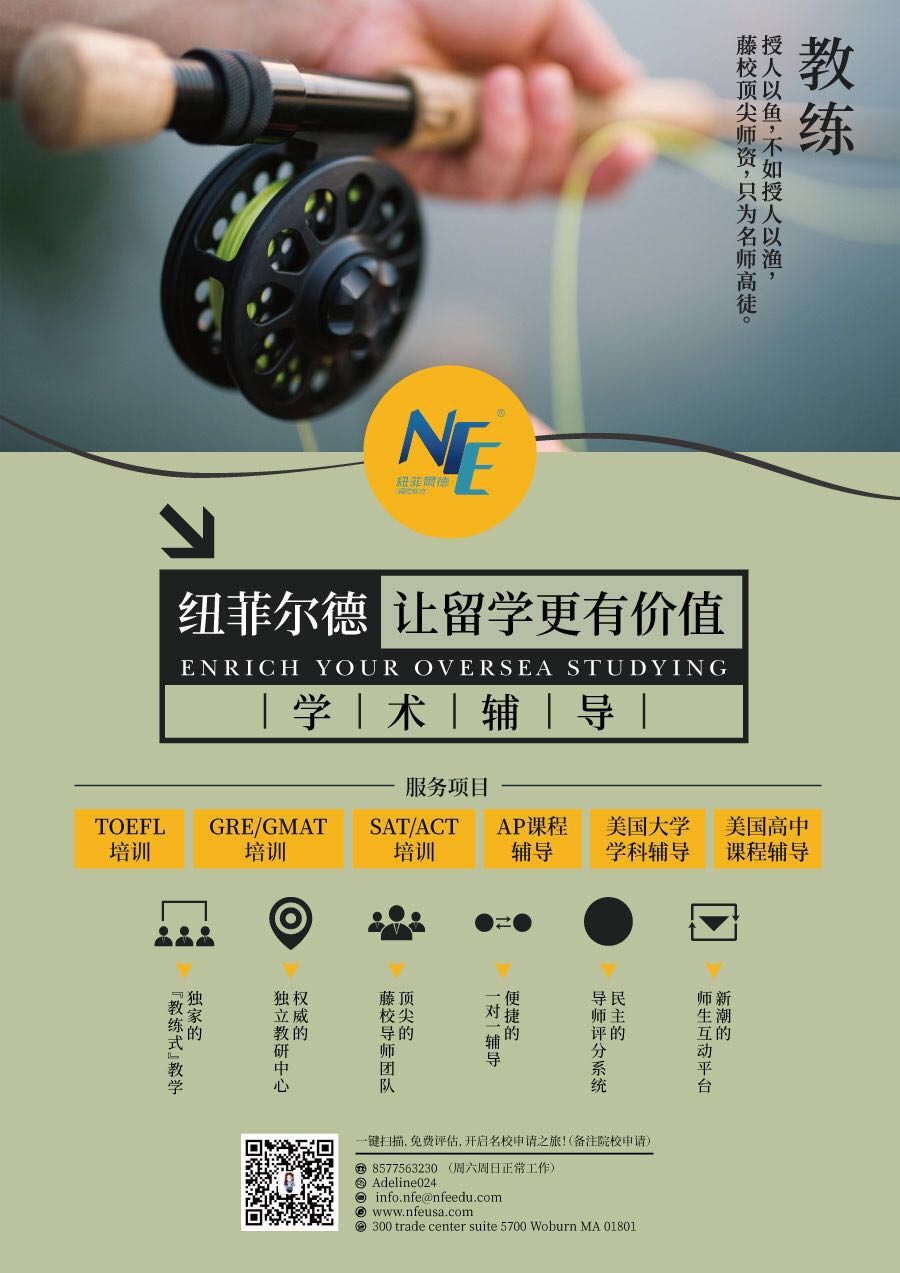 教练
授人以鱼，不如授人以渔，
藤校顶尖师资，只为名师高徒。
NFE®
紐菲爾德
纽菲尔德
让留学更有价值
ENRICH YOUR OVERSEA STUDYING
学 术 辅 导
服务项目
TOEFL
培训
GRE/GMAT
培训
SAT/ACT
培训
AP课程
辅导
美国大学
学科辅导
美国高中
课程辅导
独家的
『教练式』教学
权威的
独立教研中心
顶尖的
藤校导师团队
便捷的
一对一辅导
民主的
导师评分系统
新潮的
师生互动平台
一键扫描，免费评估，开启名校申请之旅！（备注院校申请）
8577563230 （周六周日正常工作）
Adeline024
info.nfe@nfeedu.com
www.nfeusa.com
300 trade center suite 5700 Woburn MA 01801